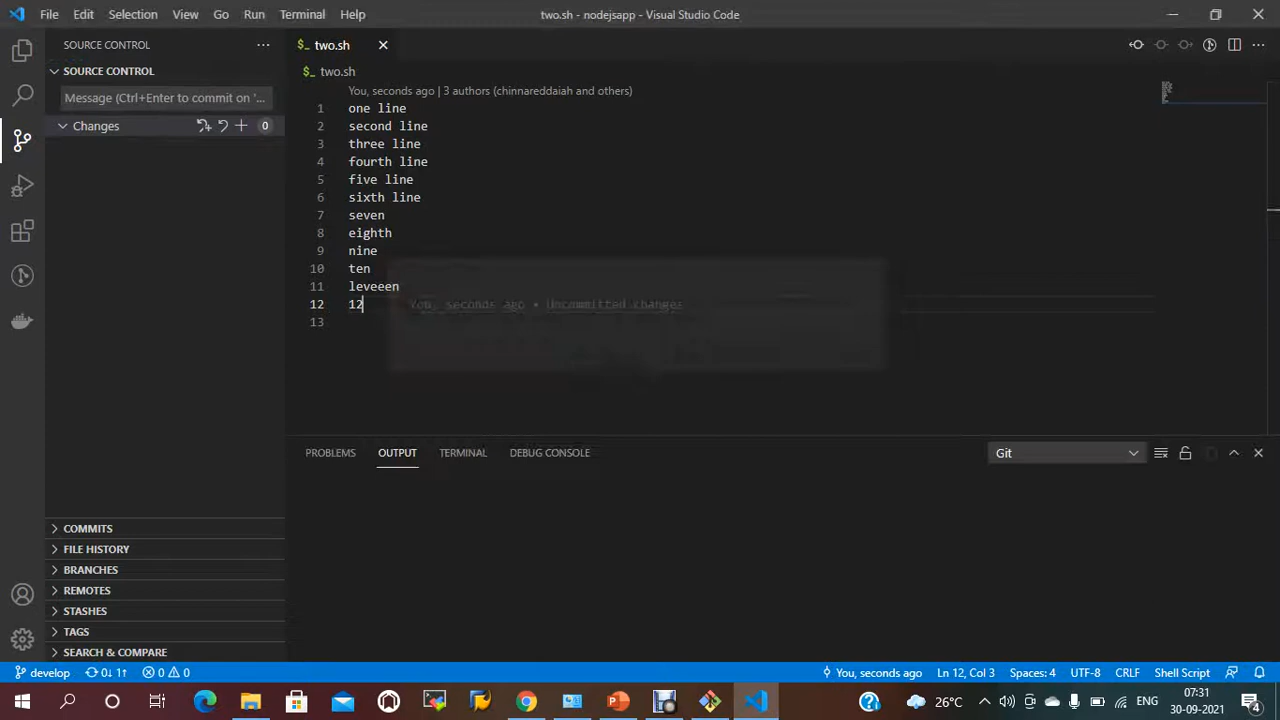 File Edit Selection View Go Run Terminal Help
two.sh - nodejsapp - Visual Studio Code
SOURCE CONTROL ···
SOURCE CONTROL
Message (Ctrl+Enter to commit on '...
Changes 0
$_ two.sh
$_ two.sh
You, seconds ago | 3 authors (chinnareddaiah and others)
1 one line
2 second line
3 three line
4 fourth line
5 five line
6 sixth line
7 seven
8 eighth
9 nine
10 ten
11 leveeen
12 12 You, seconds ago • Uncommitted changes
13
PROBLEMS OUTPUT TERMINAL DEBUG CONSOLE
Git
COMMITS
FILE HISTORY
BRANCHES
REMOTES
STASHES
TAGS
SEARCH & COMPARE
develop 0↓ 1↑ 0 0
You, seconds ago Ln 12, Col 3 Spaces: 4 UTF-8 CRLF Shell Script
26°C ENG
07:31
30-09-2021
4